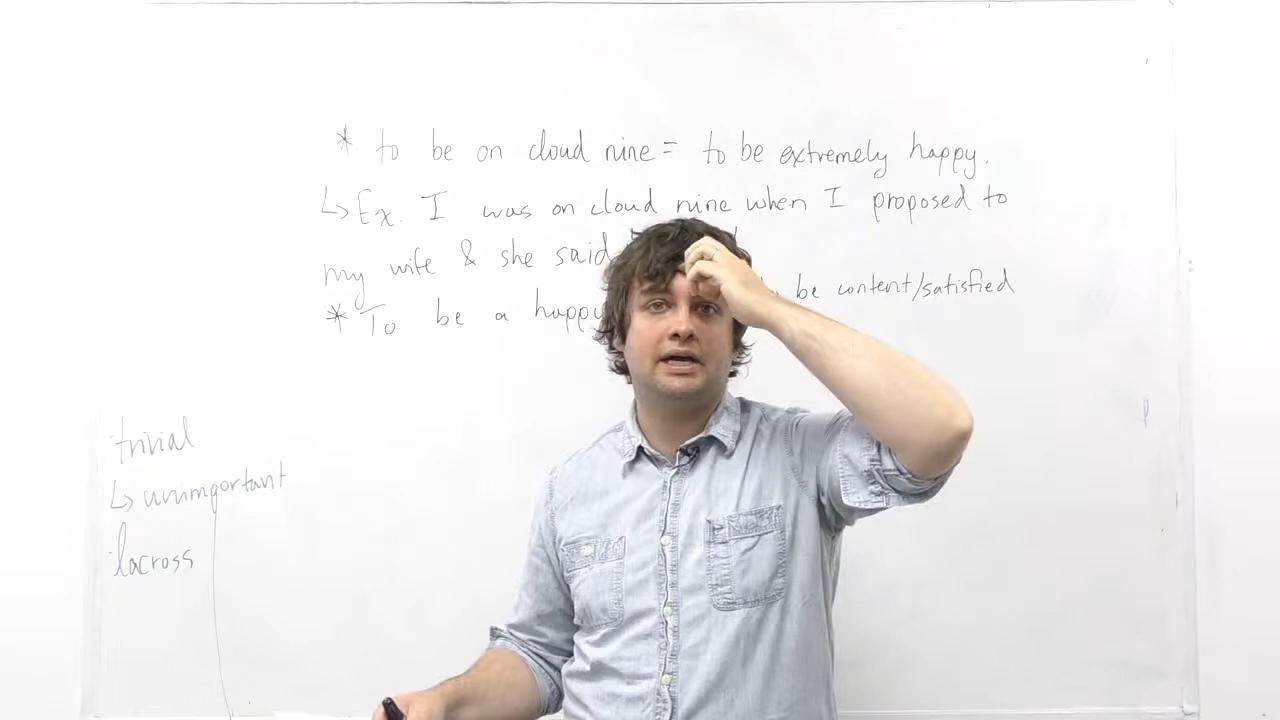 * to be on cloud nine = to be extremely happy.
↳ Ex. I was on cloud nine when I proposed to
my wife & she said
* To be a happy be content/satisfied
trivial
↳ unimportant
lacross